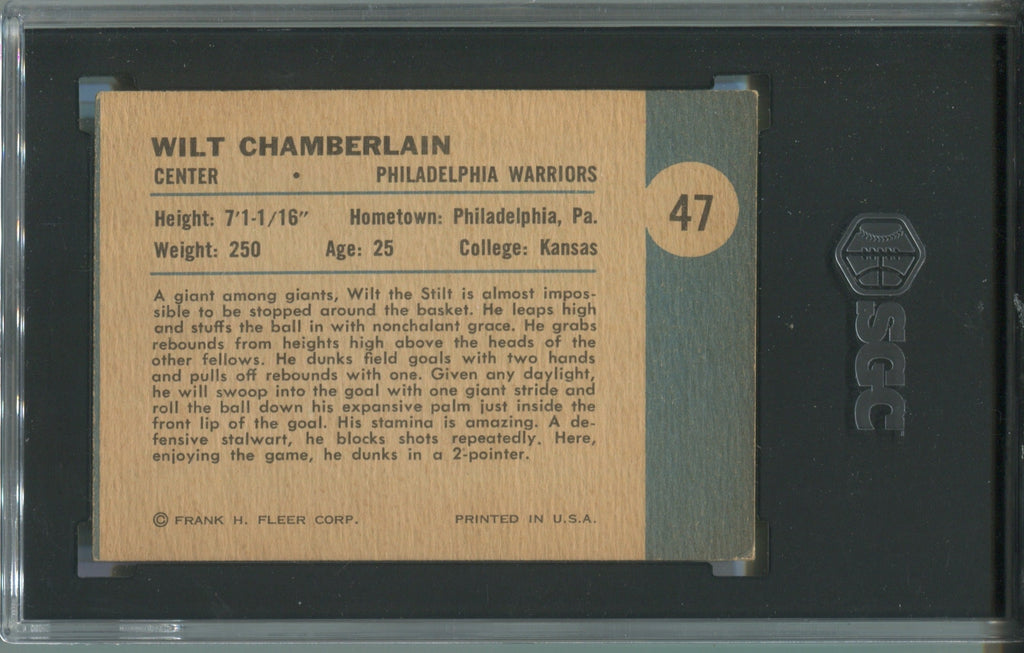 WILT CHAMBERLAIN
CENTER • PHILADELPHIA WARRIORS
Height: 7'1-1/16" Hometown: Philadelphia, Pa.
Weight: 250 Age: 25 College: Kansas
47
A giant among giants, Wilt the Stilt is almost impos-
sible to be stopped around the basket. He leaps high
and stuffs the ball in with nonchalant grace. He grabs
rebounds from heights high above the heads of the
other fellows. He dunks field goals with two hands
and pulls off rebounds with one. Given any daylight,
he will swoop into the goal with one giant stride and
roll the ball down his expansive palm just inside the
front lip of the goal. His stamina is amazing. A de-
fensive stalwart, he blocks shots repeatedly. Here,
enjoying the game, he dunks in a 2-pointer.
© FRANK H. FLEER CORP. PRINTED IN U.S.A.
SGC